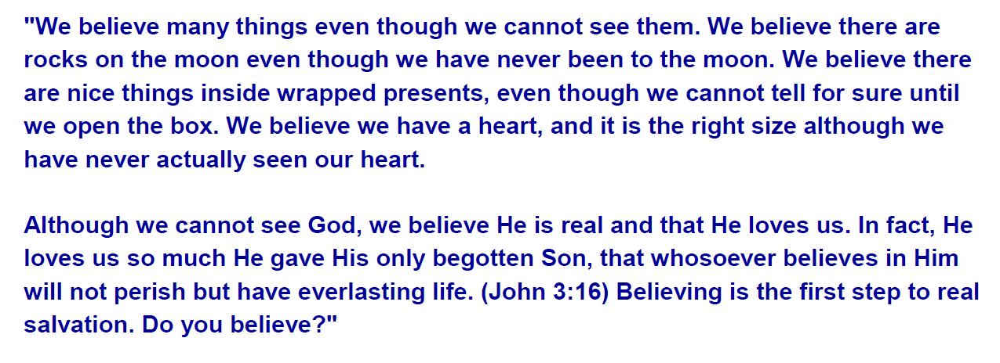 "We believe many things even though we cannot see them. We believe there are
rocks on the moon even though we have never been to the moon. We believe there
are nice things inside wrapped presents, even though we cannot tell for sure until
we open the box. We believe we have a heart, and it is the right size although we
have never actually seen our heart.
Although we cannot see God, we believe He is real and that He loves us. In fact, He
loves us so much He gave His only begotten Son, that whosoever believes in Him
will not perish but have everlasting life. (John 3:16) Believing is the first step to real
salvation. Do you believe?"